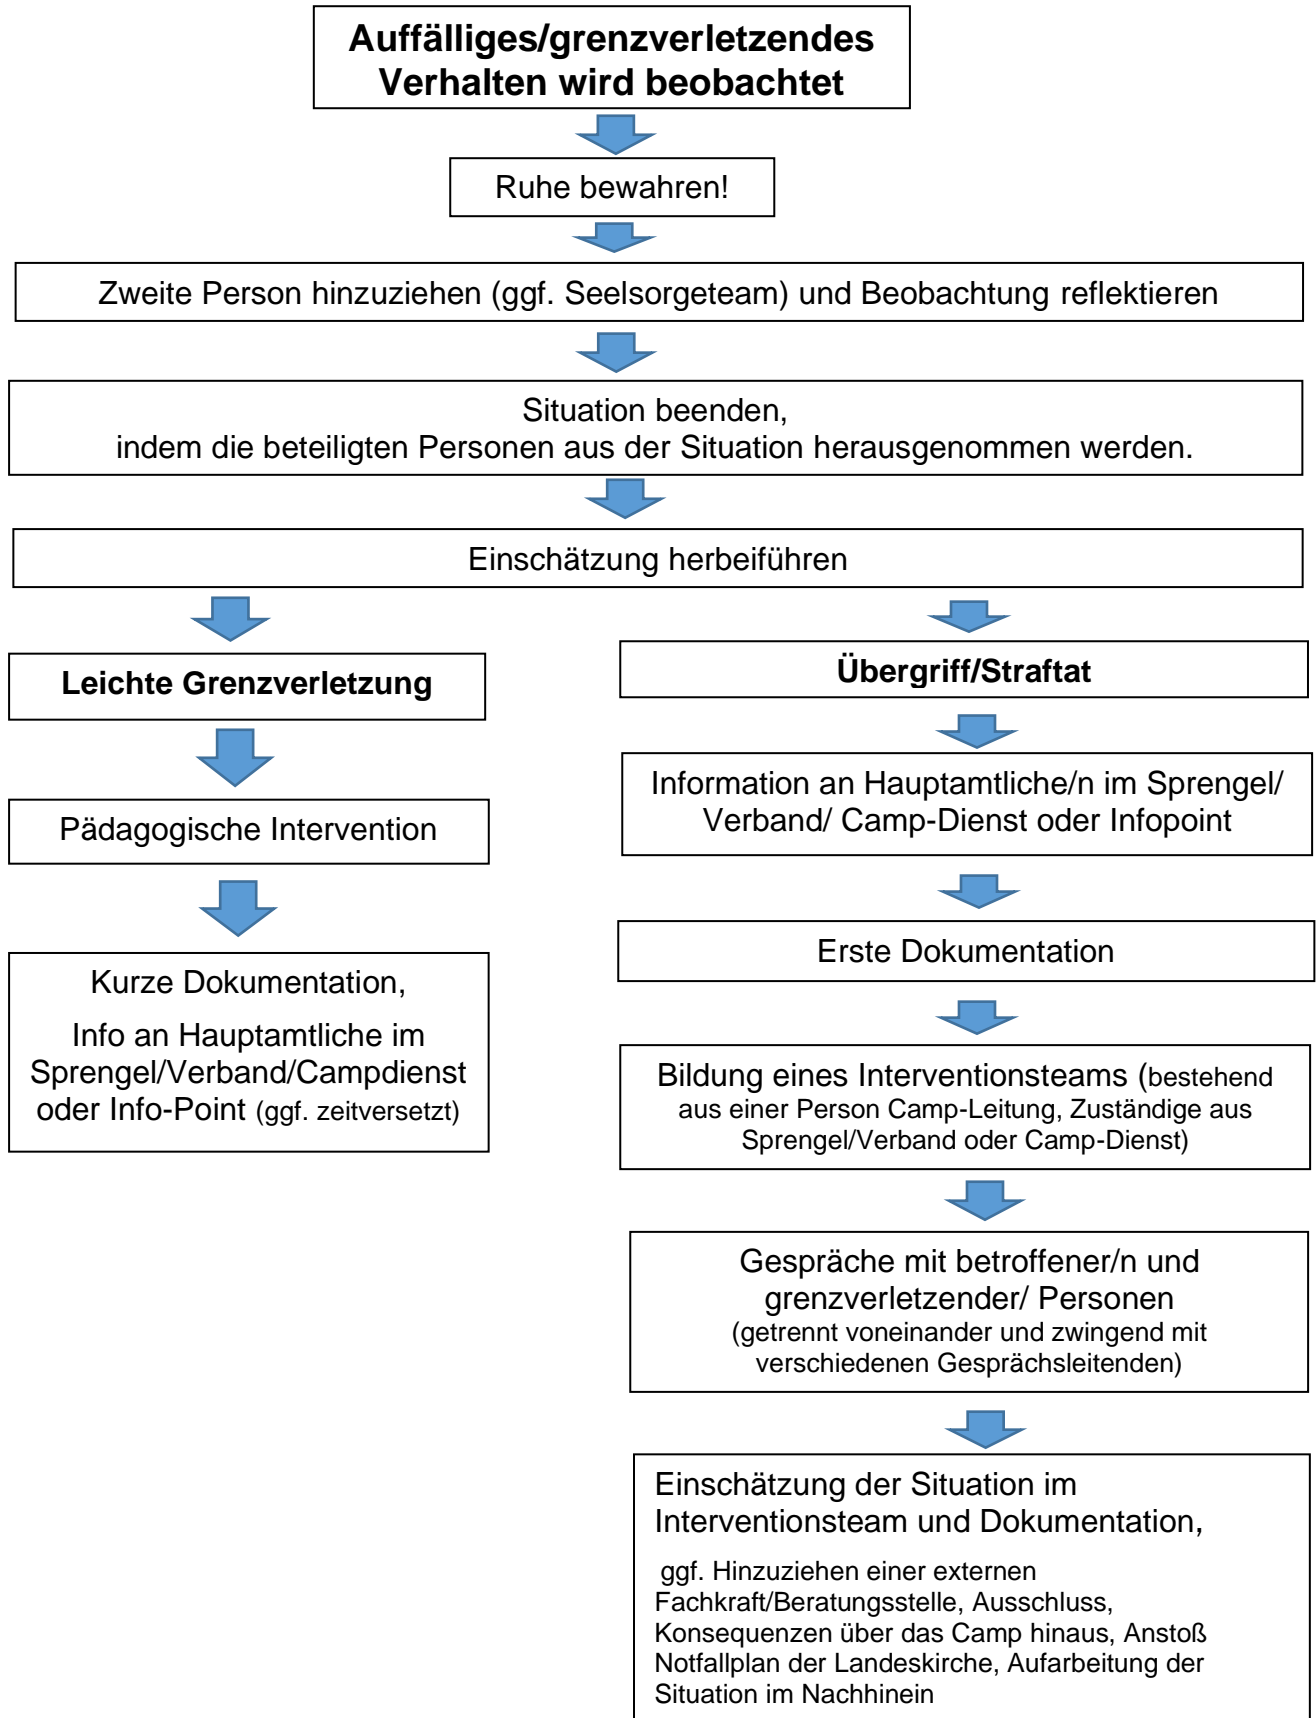 Auffälliges/grenzverletzendes
Verhalten wird beobachtet
Ruhe bewahren!
Zweite Person hinzuziehen (ggf. Seelsorgeteam) und Beobachtung reflektieren
Situation beenden,
indem die beteiligten Personen aus der Situation herausgenommen werden.
Einschätzung herbeiführen
Leichte Grenzverletzung
Pädagogische Intervention
Kurze Dokumentation,
Info an Hauptamtliche im
Sprengel/Verband/Campdienst
oder Info-Point (ggf. zeitversetzt)
Übergriff/Straftat
Information an Hauptamtliche/n im Sprengel/
Verband/ Camp-Dienst oder Infopoint
Erste Dokumentation
Bildung eines Interventionsteams (bestehend
aus einer Person Camp-Leitung, Zuständige aus
Sprengel/Verband oder Camp-Dienst)
Gespräche mit betroffener/n und
grenzverletzender/ Personen
(getrennt voneinander und zwingend mit
verschiedenen Gesprächsleitenden)
Einschätzung der Situation im
Interventionsteam und Dokumentation,
ggf. Hinzuziehen einer externen
Fachkraft/Beratungsstelle, Ausschluss,
Konsequenzen über das Camp hinaus, Anstoß
Notfallplan der Landeskirche, Aufarbeitung der
Situation im Nachhinein